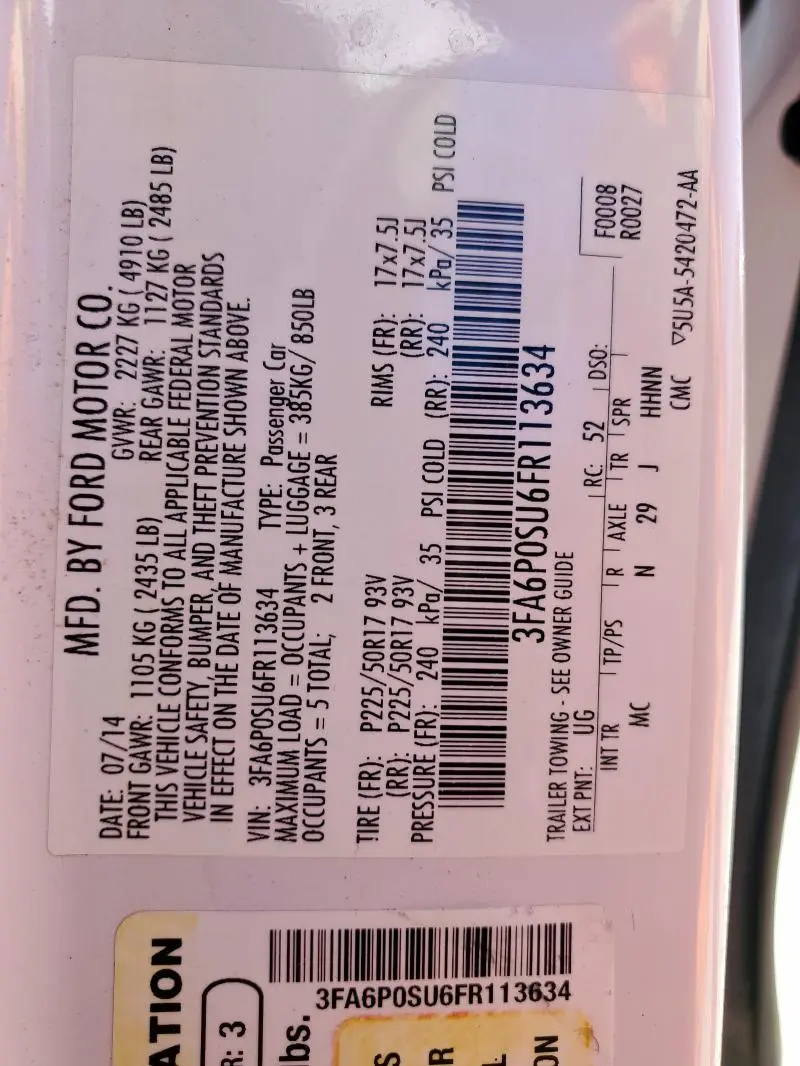 MFD. BY FORD MOTOR CO.
DATE: 07/14 GVWR: 2227 KG ( 4910 LB)
FRONT GAWR: 1105 KG ( 2435 LB) REAR GAWR: 1127 KG ( 2485 LB)
THIS VEHICLE CONFORMS TO ALL APPLICABLE FEDERAL MOTOR
VEHICLE SAFETY, BUMPER, AND THEFT PREVENTION STANDARDS
IN EFFECT ON THE DATE OF MANUFACTURE SHOWN ABOVE.
VIN: 3FA6P0SU6FR113634 TYPE: Passenger Car
MAXIMUM LOAD = OCCUPANTS + LUGGAGE = 385KG/ 850LB
OCCUPANTS = 5 TOTAL; 2 FRONT, 3 REAR
TIRE (FR): P225/50R17 93V RIMS (FR): 17x7.5J
(RR): P225/50R17 93V (RR): 17x7.5J
PRESSURE (FR): 240 kPa/ 35 PSI COLD (RR): 240 kPa/ 35 PSI COLD
3FA6P0SU6FR113634
TRAILER TOWING - SEE OWNER GUIDE
EXT PNT: UG RC: 52 DSO: F0008
INT TR TP/PS R AXLE TR SPR R0027
MC N 29 J HHNN
CMC ▽5U5A-5420472-AA
ATION
R: 3
bs.
3FA6P0SU6FR113634
S
R
L
ON